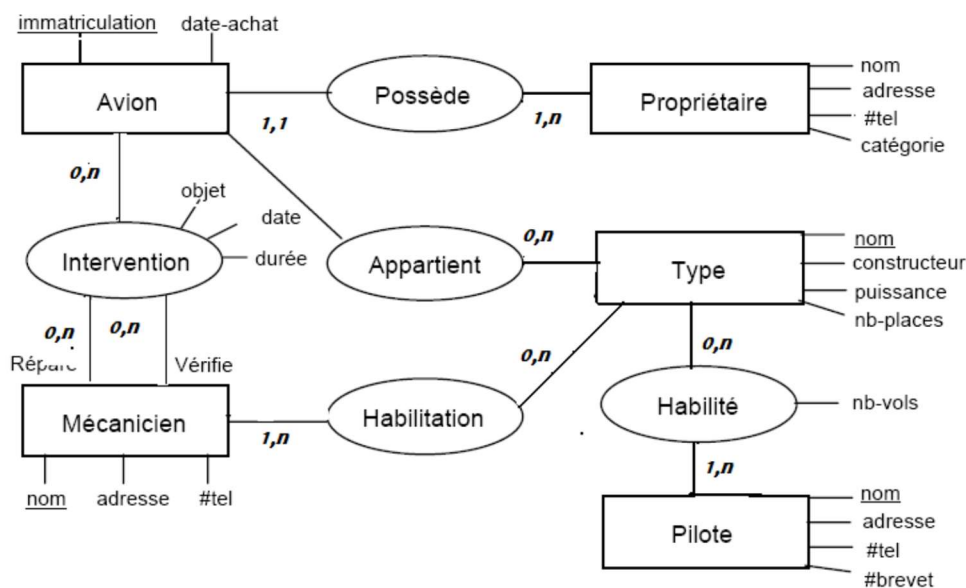 immatriculation date-achat
Avion
Possède
Propriétaire
nom
adresse
#tel
catégorie
1,1
1,n
0,n
objet
date
durée
Intervention
Appartient
0,n
Type
nom
constructeur
puissance
nb-places
0,n
0,n
Répare
Vérifie
0,n
0,n
Mécanicien
1,n
Habilitation
Habilité
nb-vols
nom adresse #tel
1,n
Pilote
nom
adresse
#tel
#brevet